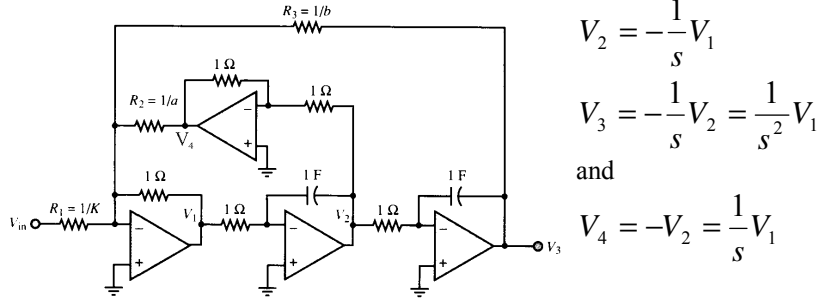 R₃ = 1/b
1 Ω
R₂ = 1/a
1 Ω
−
+
V₄
1 Ω
1 F
1 F
V_in
R₁ = 1/K
V₁
1 Ω
V₂
1 Ω
V₃
−
+
−
+
−
+
V₂ = −1/s V₁
V₃ = −1/s V₂ = 1/s² V₁
and
V₄ = −V₂ = 1/s V₁